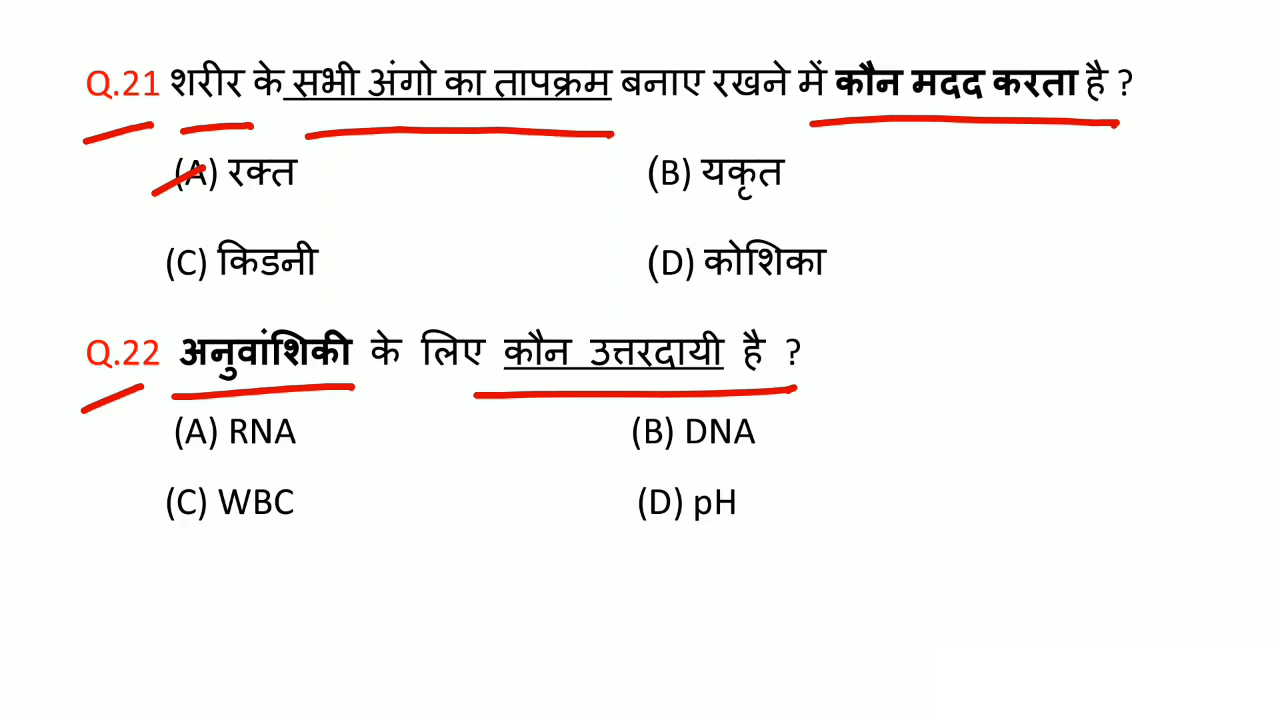 Q.21 शरीर के सभी अंगो का तापक्रम बनाए रखने में कौन मदद करता है ?
(A) रक्त (B) यकृत
(C) किडनी (D) कोशिका
Q.22 अनुवांशिकी के लिए कौन उत्तरदायी है ?
(A) RNA (B) DNA
(C) WBC (D) pH